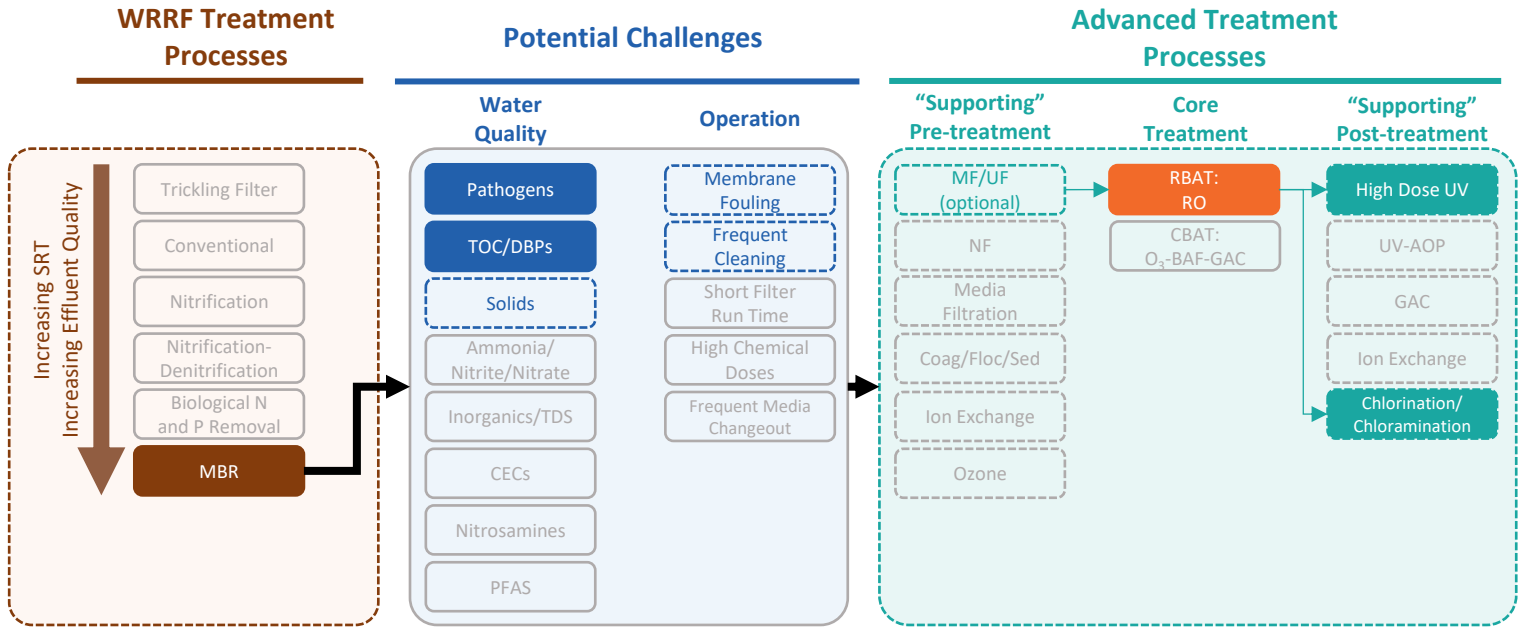 WRRF Treatment
Processes
Increasing SRT
Increasing Effluent Quality
Trickling Filter
Conventional
Nitrification
Nitrification-
Denitrification
Biological N
and P Removal
MBR
Potential Challenges
Water
Quality
Pathogens
TOC/DBPs
Solids
Ammonia/
Nitrite/Nitrate
Inorganics/TDS
CECs
Nitrosamines
PFAS
Operation
Membrane
Fouling
Frequent
Cleaning
Short Filter
Run Time
High Chemical
Doses
Frequent Media
Changeout
Advanced Treatment
Processes
“Supporting”
Pre-treatment
MF/UF
(optional)
NF
Media
Filtration
Coag/Floc/Sed
Ion Exchange
Ozone
Core
Treatment
RBAT:
RO
CBAT:
O₃-BAF-GAC
“Supporting”
Post-treatment
High Dose UV
UV-AOP
GAC
Ion Exchange
Chlorination/
Chloramination